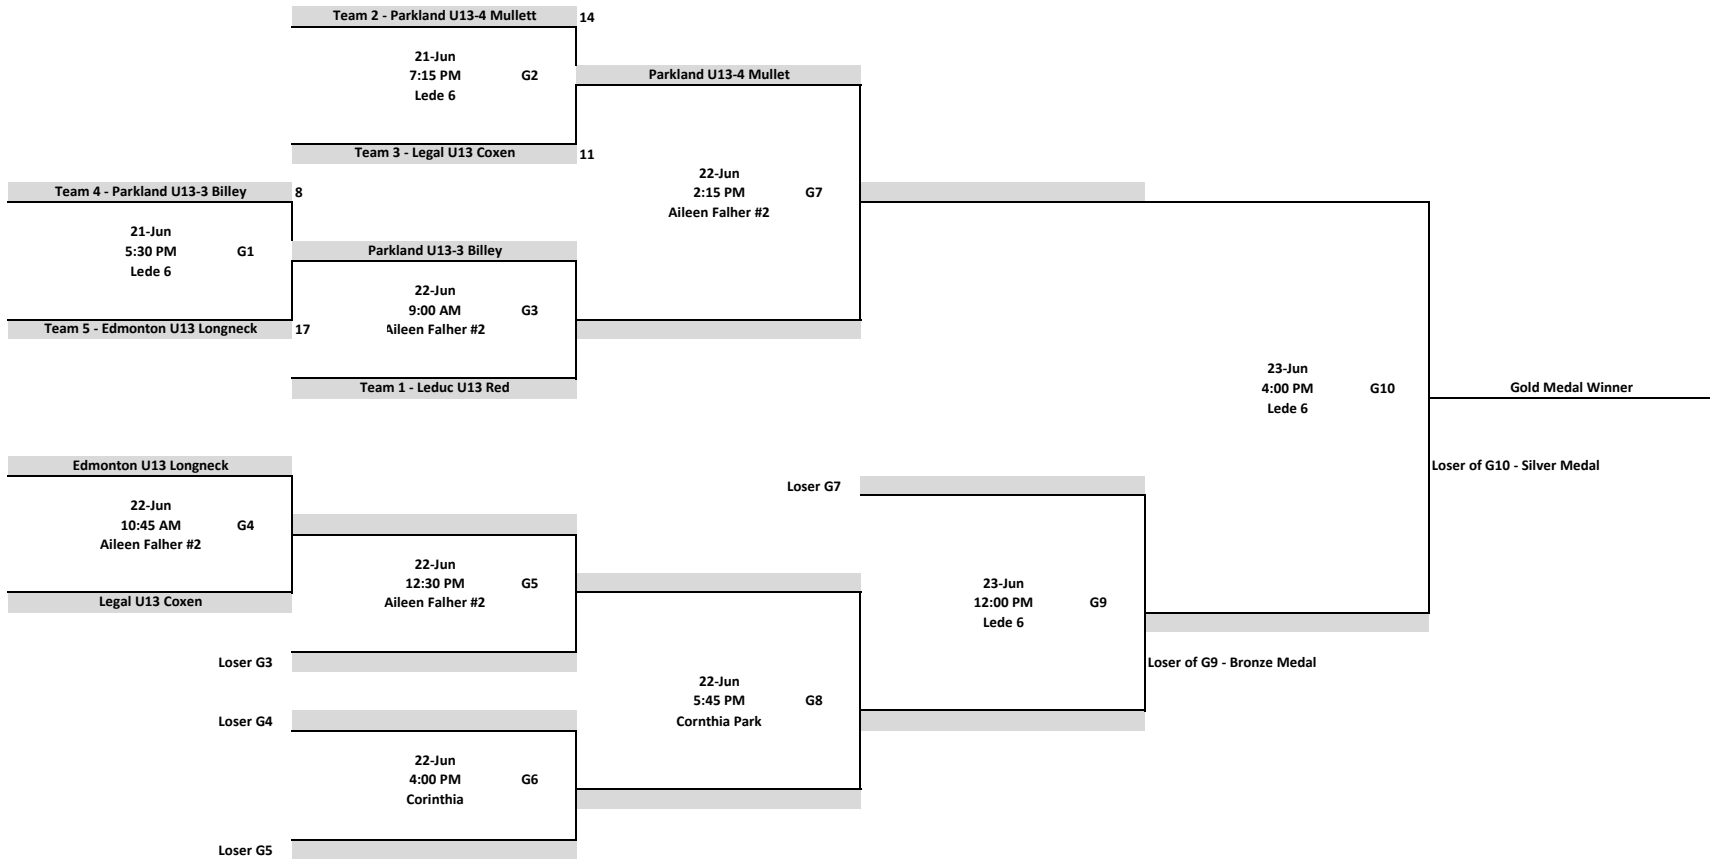 Team 2 - Parkland U13-4 Mullett 14
21-Jun
7:15 PM G2
Lede 6
Parkland U13-4 Mullet
Team 3 - Legal U13 Coxen 11
22-Jun
2:15 PM G7
Aileen Falher #2
Team 4 - Parkland U13-3 Billey 8
21-Jun
5:30 PM G1
Lede 6
Parkland U13-3 Billey
22-Jun
9:00 AM G3
Aileen Falher #2
Team 5 - Edmonton U13 Longneck 17
Team 1 - Leduc U13 Red
23-Jun
4:00 PM G10
Lede 6
Gold Medal Winner
Loser of G10 - Silver Medal
Edmonton U13 Longneck
22-Jun
10:45 AM G4
Aileen Falher #2
Legal U13 Coxen
Loser G7
22-Jun
12:30 PM G5
Aileen Falher #2
23-Jun
12:00 PM G9
Lede 6
Loser G3
Loser of G9 - Bronze Medal
22-Jun
5:45 PM G8
Cornthia Park
Loser G4
22-Jun
4:00 PM G6
Corinthia
Loser G5